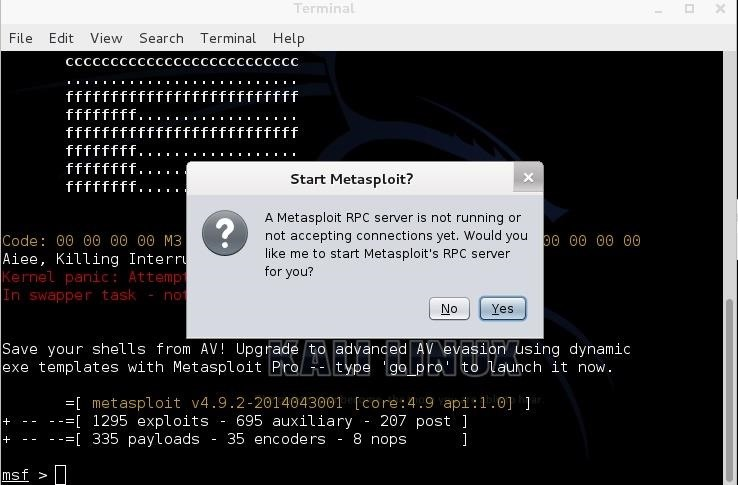 Terminal
File Edit View Search Terminal Help
cccccccccccccccccccccccccc
..........................
ffffffffffffffffffffffffff
ffffffff..................
ffffffffffffffffffffffffff
ffffffff..................
ffffffff.....
ffffffff.....
Start Metasploit?
A Metasploit RPC server is not running or
not accepting connections yet. Would you
like me to start Metasploit's RPC server
for you?
No Yes
Code: 00 00 00 00 M3 00 00 00 00
Aiee, Killing
Kernel panic:
In swapper task -
Save your shells from AV! Upgrade to advanced AV evasion using dynamic
exe templates with Metasploit Pro -- type 'go_pro' to launch it now.
KALI LINUX
=[ metasploit v4.9.2-2014043001 [core:4.9 api:1.0] ]
+ -- --=[ 1295 exploits - 695 auxiliary - 207 post ]
+ -- --=[ 335 payloads - 35 encoders - 8 nops ]
msf >